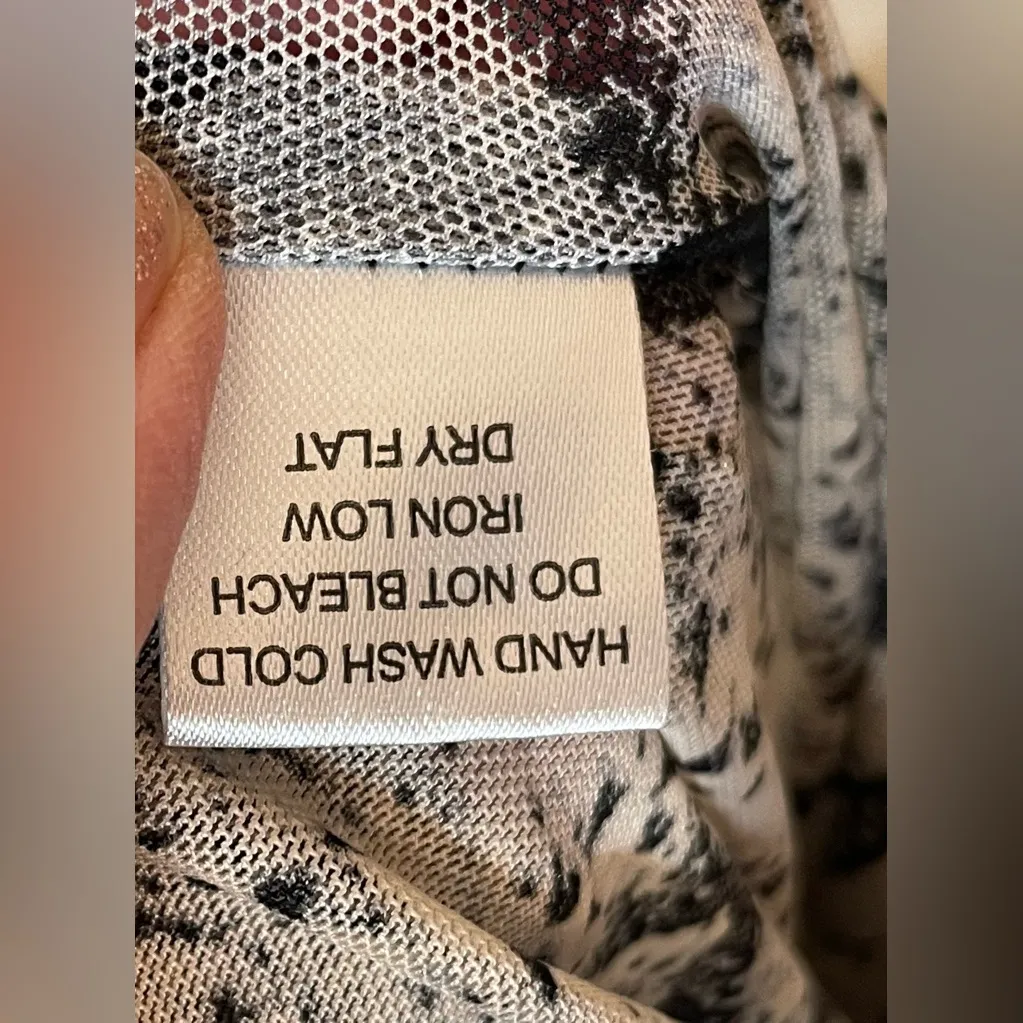 HAND WASH COLD
DO NOT BLEACH
IRON LOW
DRY FLAT